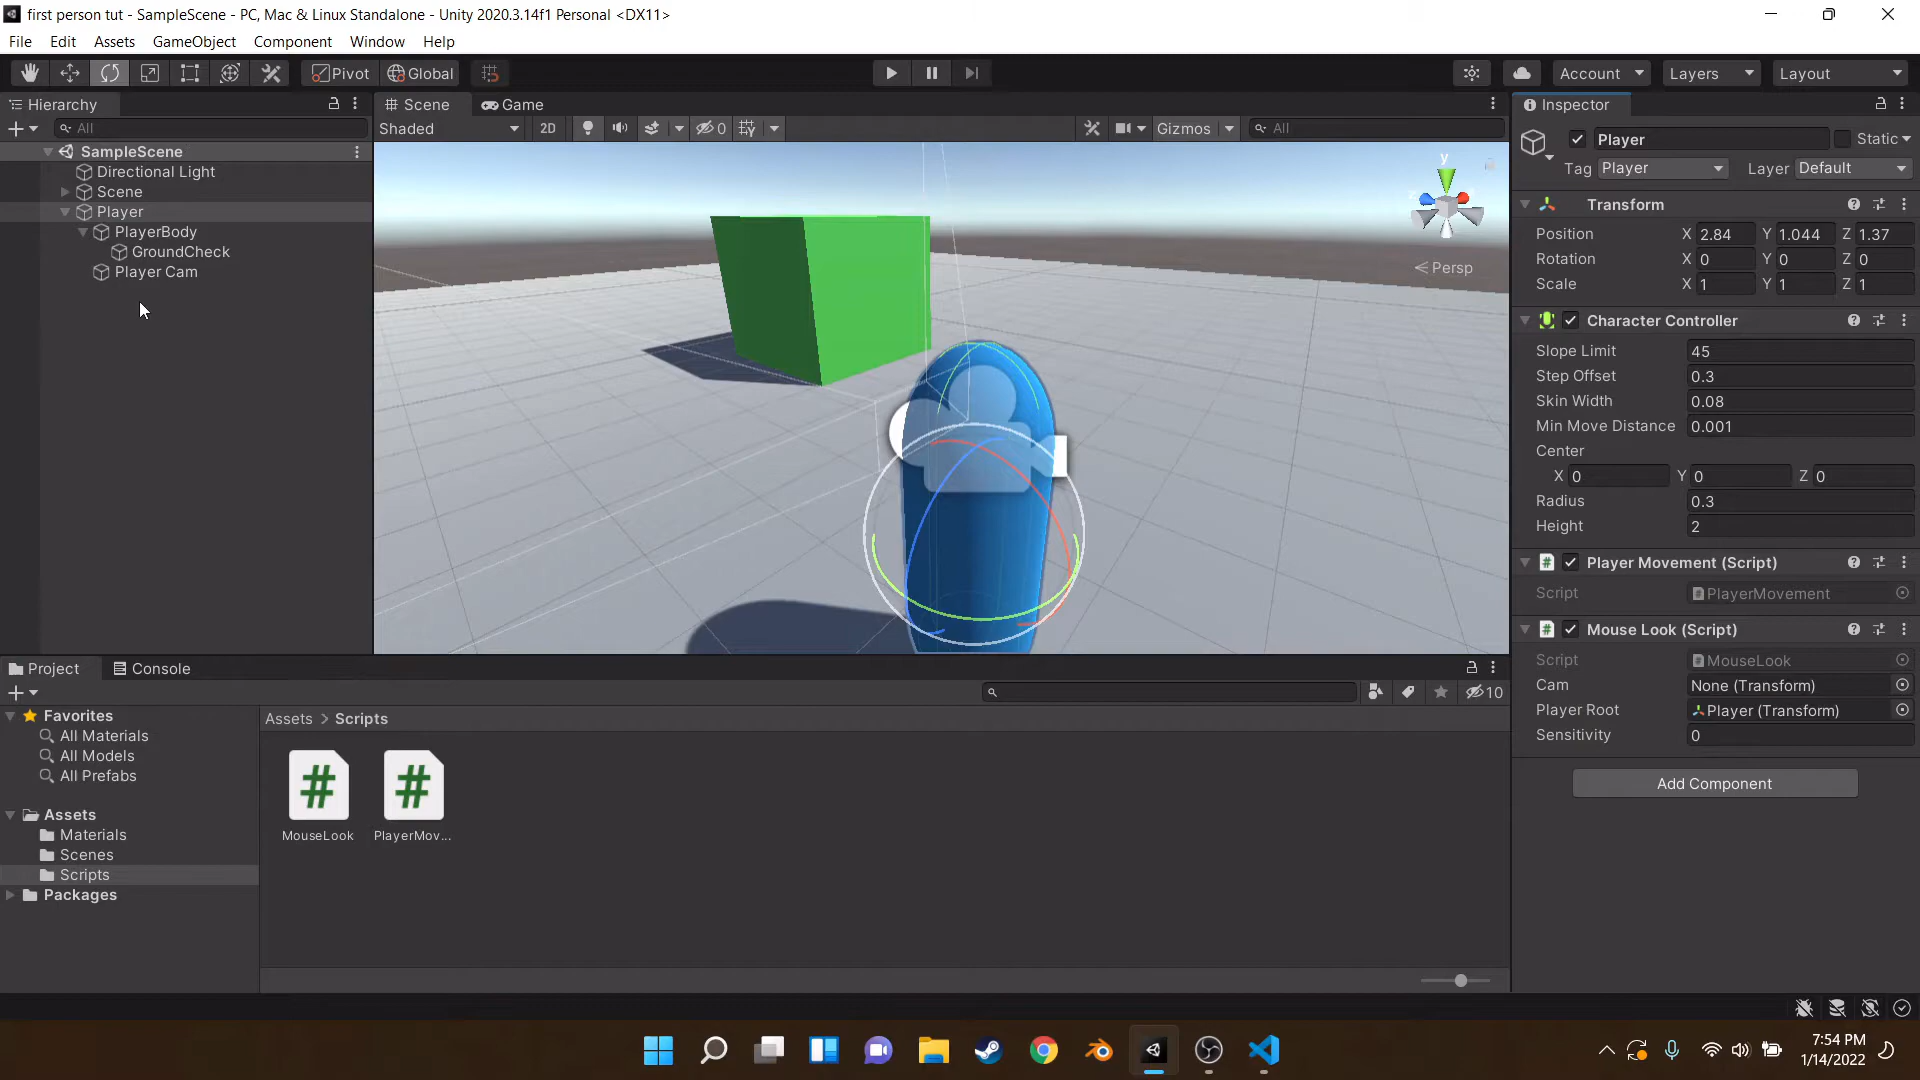 first person tut - SampleScene - PC, Mac & Linux Standalone - Unity 2020.3.14f1 Personal <DX11>
File Edit Assets GameObject Component Window Help
Pivot Global Account Layers Layout
Hierarchy
All
SampleScene
Directional Light
Scene
Player
PlayerBody
GroundCheck
Player Cam
Scene Game
Shaded 2D 0 Gizmos All
y
Persp
Inspector
Player Static
Tag Player Layer Default
Transform
Position X 2.84 Y 1.044 Z 1.37
Rotation X 0 Y 0 Z 0
Scale X 1 Y 1 Z 1
Character Controller
Slope Limit 45
Step Offset 0.3
Skin Width 0.08
Min Move Distance 0.001
Center
X 0 Y 0 Z 0
Radius 0.3
Height 2
Player Movement (Script)
Script PlayerMovement
Mouse Look (Script)
Script MouseLook
Cam None (Transform)
Player Root Player (Transform)
Sensitivity 0
Add Component
Project Console
10
Favorites
All Materials
All Models
All Prefabs
Assets
Materials
Scenes
Scripts
Packages
Assets > Scripts
MouseLook PlayerMov...
7:54 PM
1/14/2022